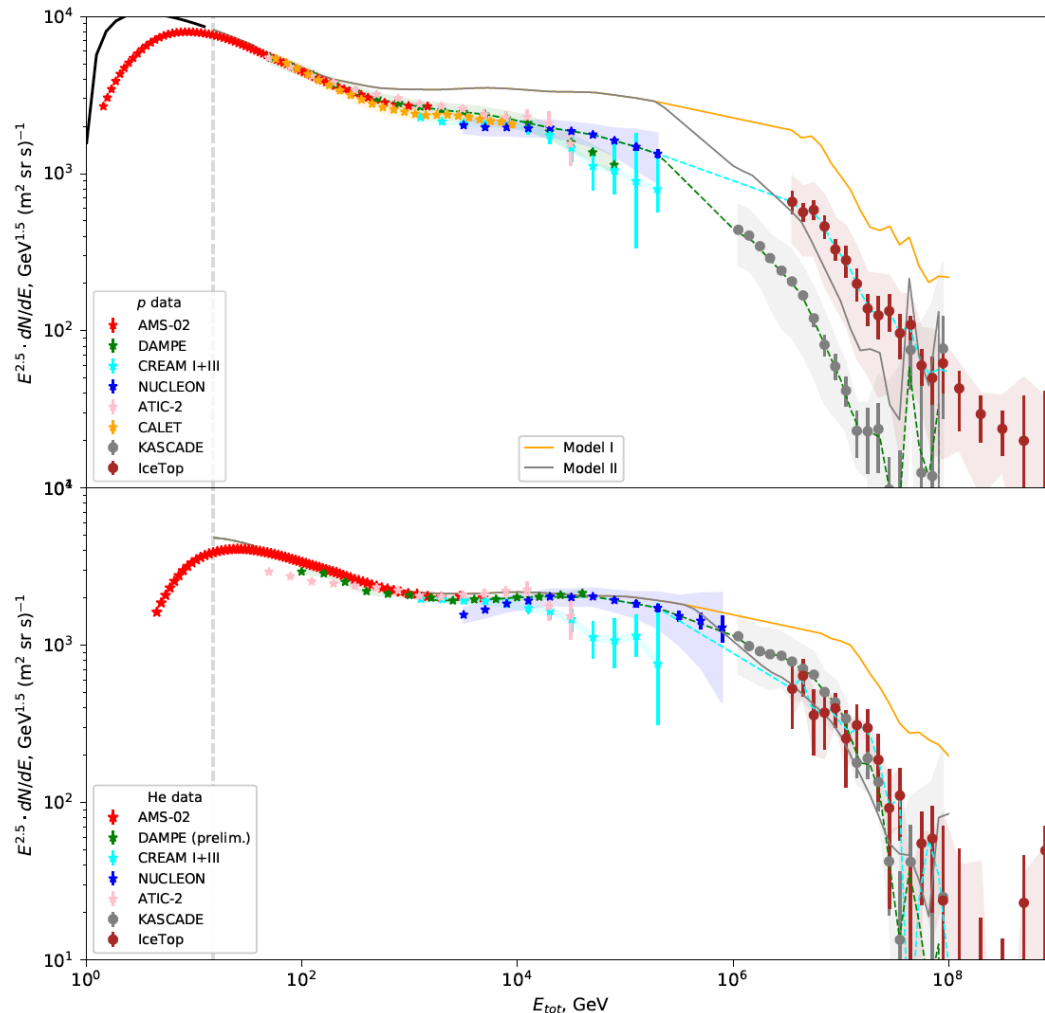 10⁴
10³
10²
10¹
E^2.5 · dN/dE, GeV^1.5 (m² sr s)⁻¹
p data
AMS-02
DAMPE
CREAM I+III
NUCLEON
ATIC-2
CALET
KASCADE
IceTop
Model I
Model II
10³
10²
10¹
E^2.5 · dN/dE, GeV^1.5 (m² sr s)⁻¹
He data
AMS-02
DAMPE (prelim.)
CREAM I+III
NUCLEON
ATIC-2
KASCADE
IceTop
10⁰ 10² 10⁴ 10⁶ 10⁸
E_tot, GeV